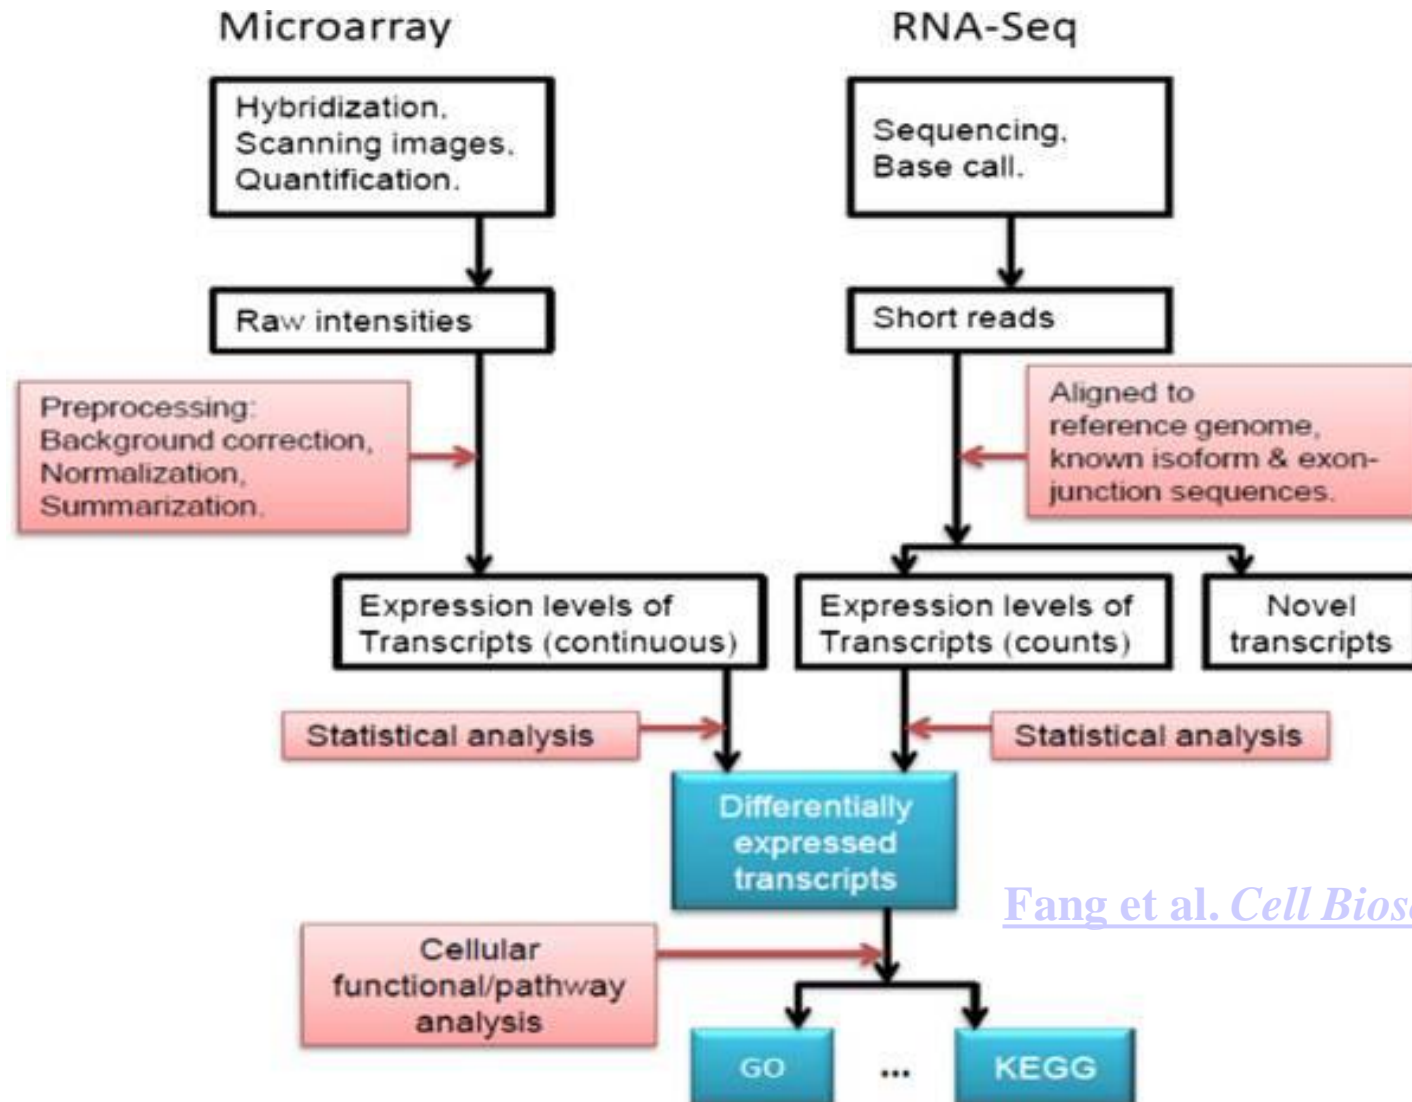 Microarray
RNA-Seq
Hybridization.
Scanning images.
Quantification.
Sequencing.
Base call.
Raw intensities
Short reads
Preprocessing:
Background correction,
Normalization,
Summarization.
Aligned to
reference genome,
known isoform & exon-
junction sequences.
Expression levels of
Transcripts (continuous)
Expression levels of
Transcripts (counts)
Novel
transcripts
Statistical analysis
Statistical analysis
Differentially
expressed
transcripts
Fang et al. Cell
Cellular
functional/pathway
analysis
GO
...
KEGG